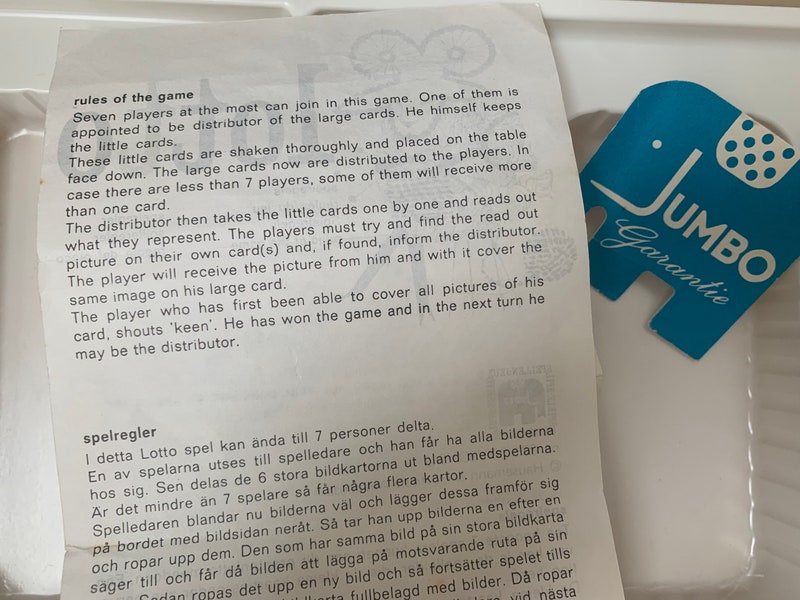 rules of the game
Seven players at the most can join in this game. One of them is
appointed to be distributor of the large cards. He himself keeps
the little cards.
These little cards are shaken thoroughly and placed on the table
face down. The large cards now are distributed to the players. In
case there are less than 7 players, some of them will receive more
than one card.
The distributor then takes the little cards one by one and reads out
what they represent. The players must try and find the read out
picture on their own card(s) and, if found, inform the distributor.
The player will receive the picture from him and with it cover the
same image on his large card.
The player who has first been able to cover all pictures of his
card, shouts 'keen'. He has won the game and in the next turn he
may be the distributor.
spelregler
I detta Lotto spel kan ända till 7 personer delta.
En av spelarna utses till spelledare och han får ha alla bilderna
hos sig. Sen delas de 6 stora bildkartorna ut bland medspelarna.
Är det mindre än 7 spelare så får några flera kartor.
Spelledaren blandar nu bilderna väl och lägger dessa framför sig
på bordet med bildsidan neråt. Så tar han upp bilderna en efter en
och ropar upp dem. Den som har samma bild på sin stora bildkarta
säger till och får då bilden att lägga på motsvarande ruta på sin
Sedan ropas det upp en ny bild och så fortsätter spelet tills
fullbelagd med bilder. Då ropar
vid nästa
JUMBO
Garantie